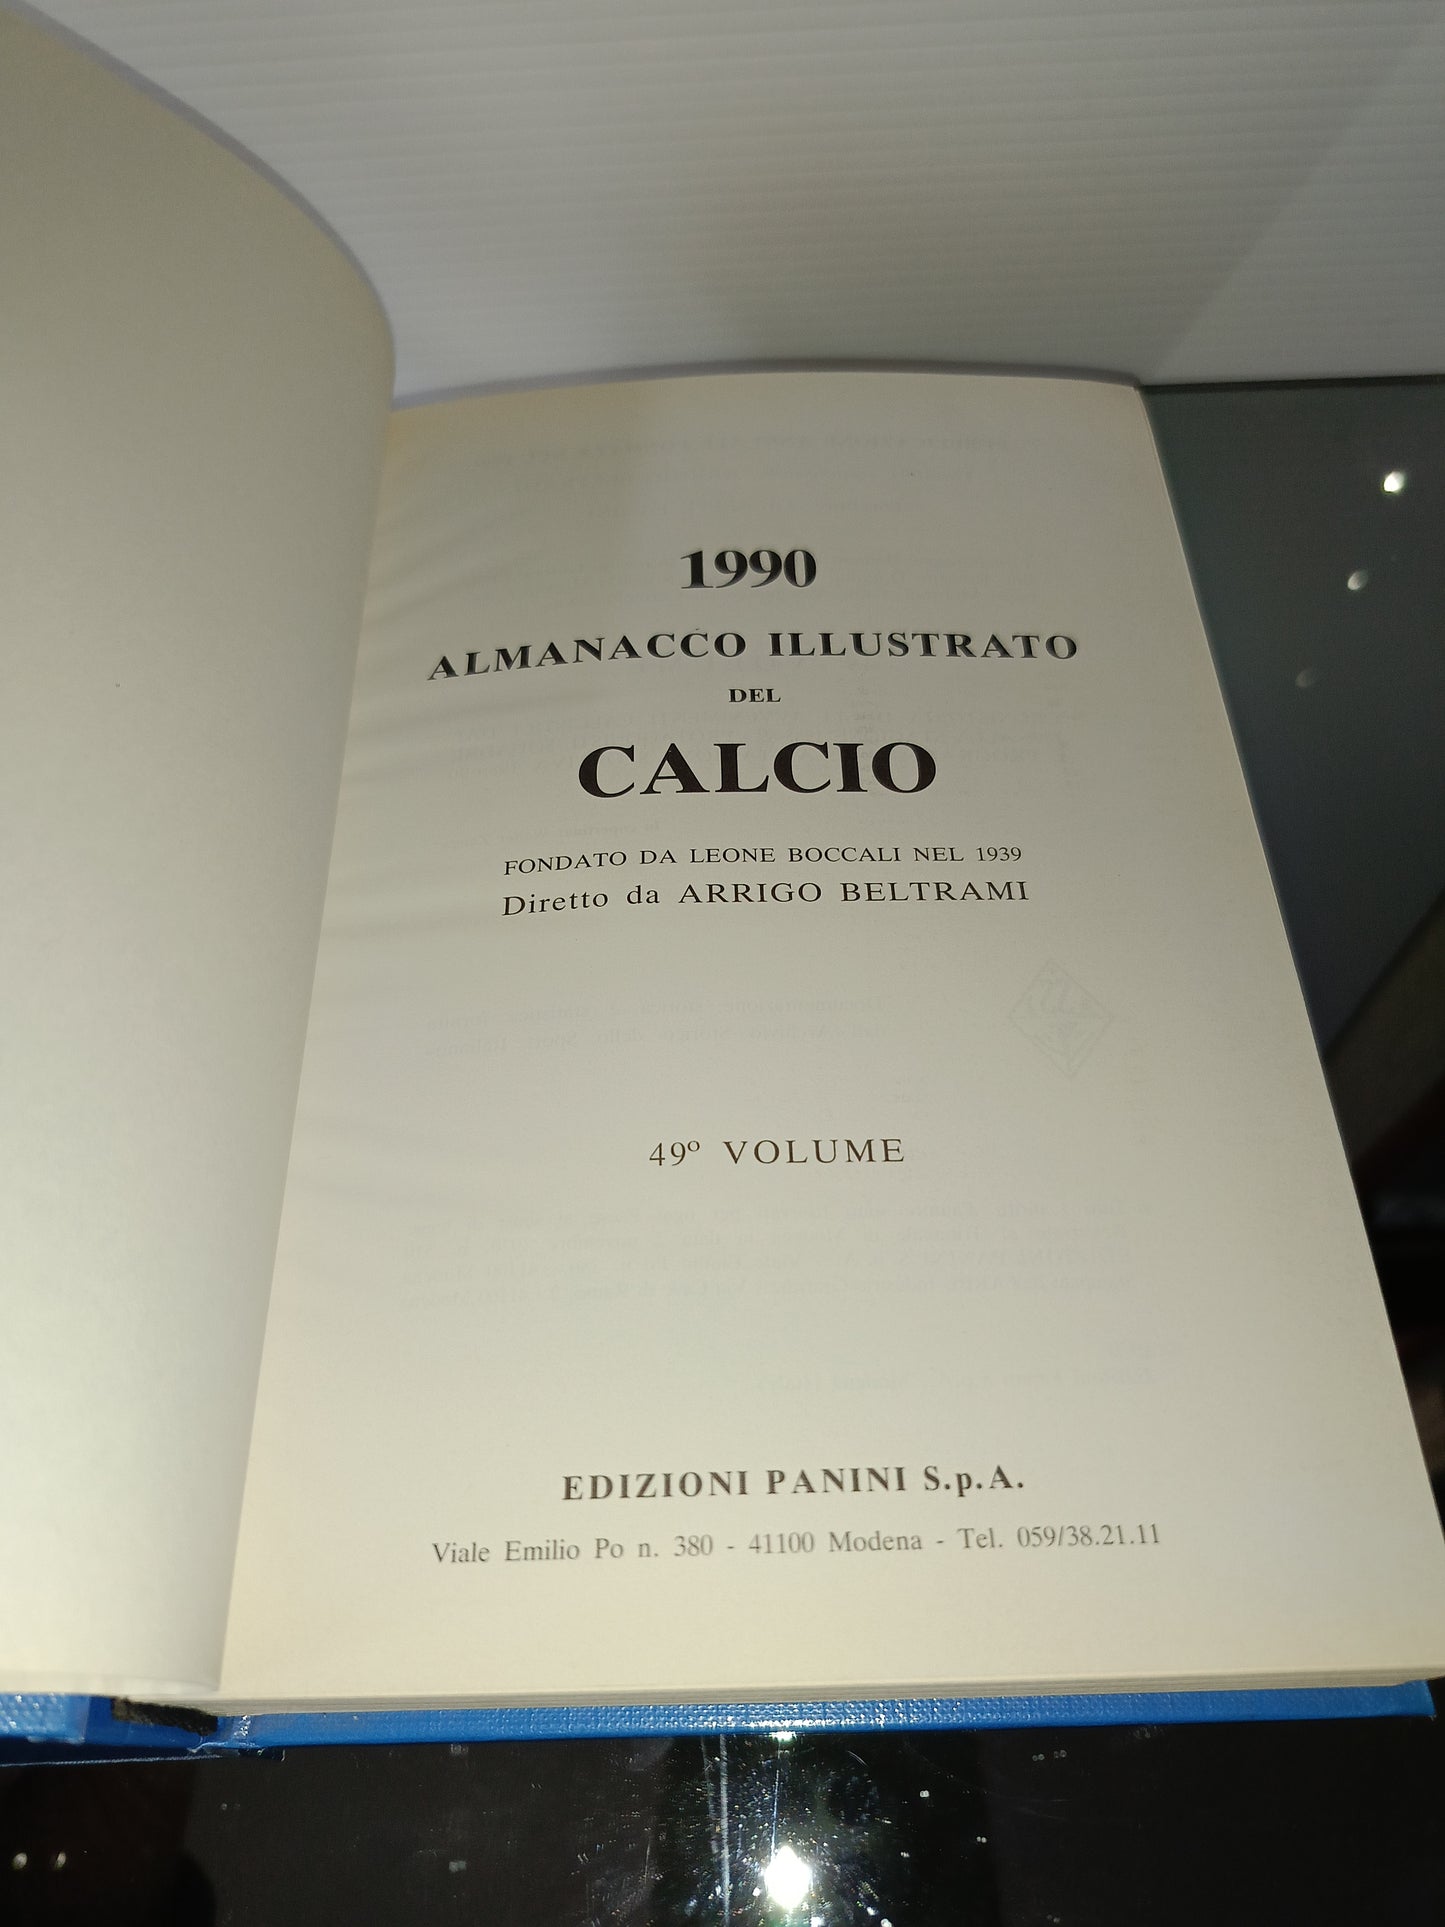 1990
ALMANACCO ILLUSTRATO
DEL
CALCIO
FONDATO DA LEONE BOCCALI NEL 1939
Diretto da ARRIGO BELTRAMI
49º VOLUME
EDIZIONI PANINI S.p.A.
Viale Emilio Po n. 380 - 41100 Modena - Tel. 059/38.21.11